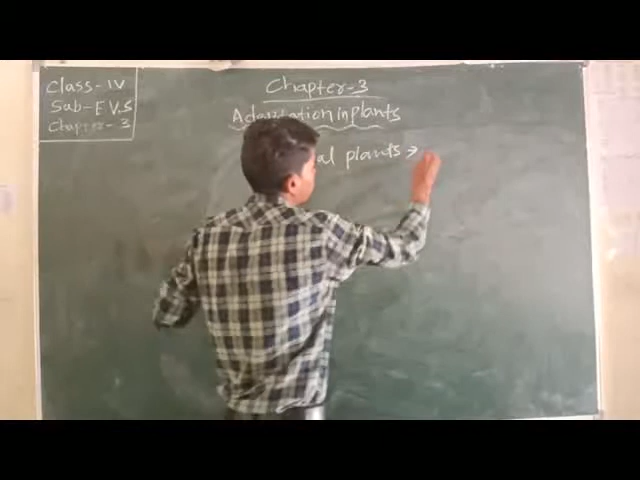 Class-IV
Sub-E.V.S
Chapter-3
Chapter-3
Adaptation in plants
al plants →